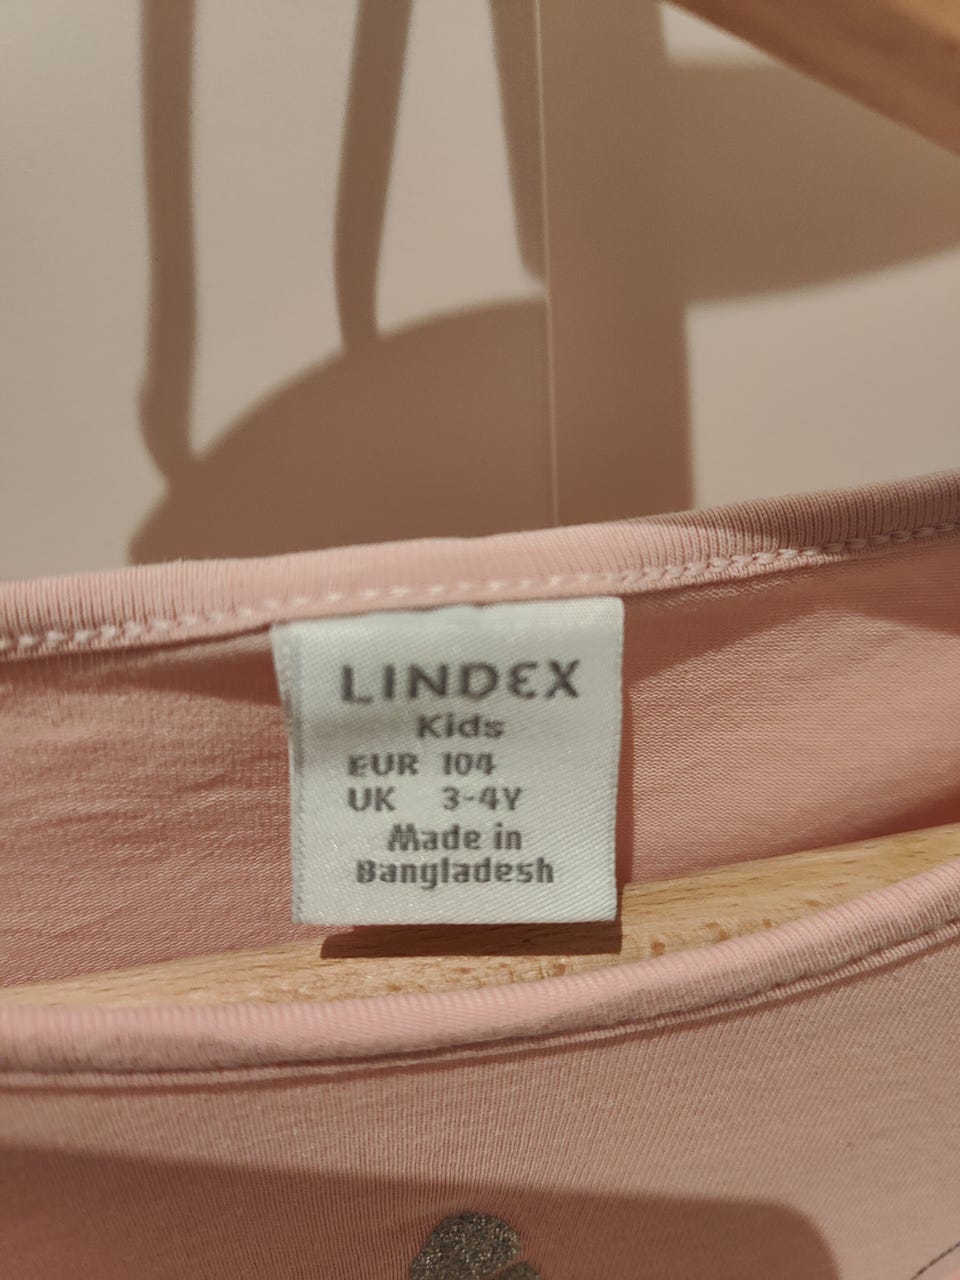 LINDEX
Kids
EUR 104
UK 3-4Y
Made in
Bangladesh